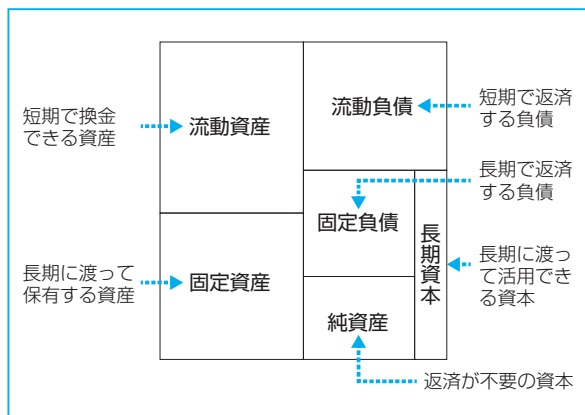 短期で換金
できる資産
流動資産
流動負債
短期で返済
する負債
長期で返済
する負債
固定負債
長期資本
長期に渡っ
て活用でき
る資本
長期に渡って
保有する資産
固定資産
純資産
返済が不要の資本